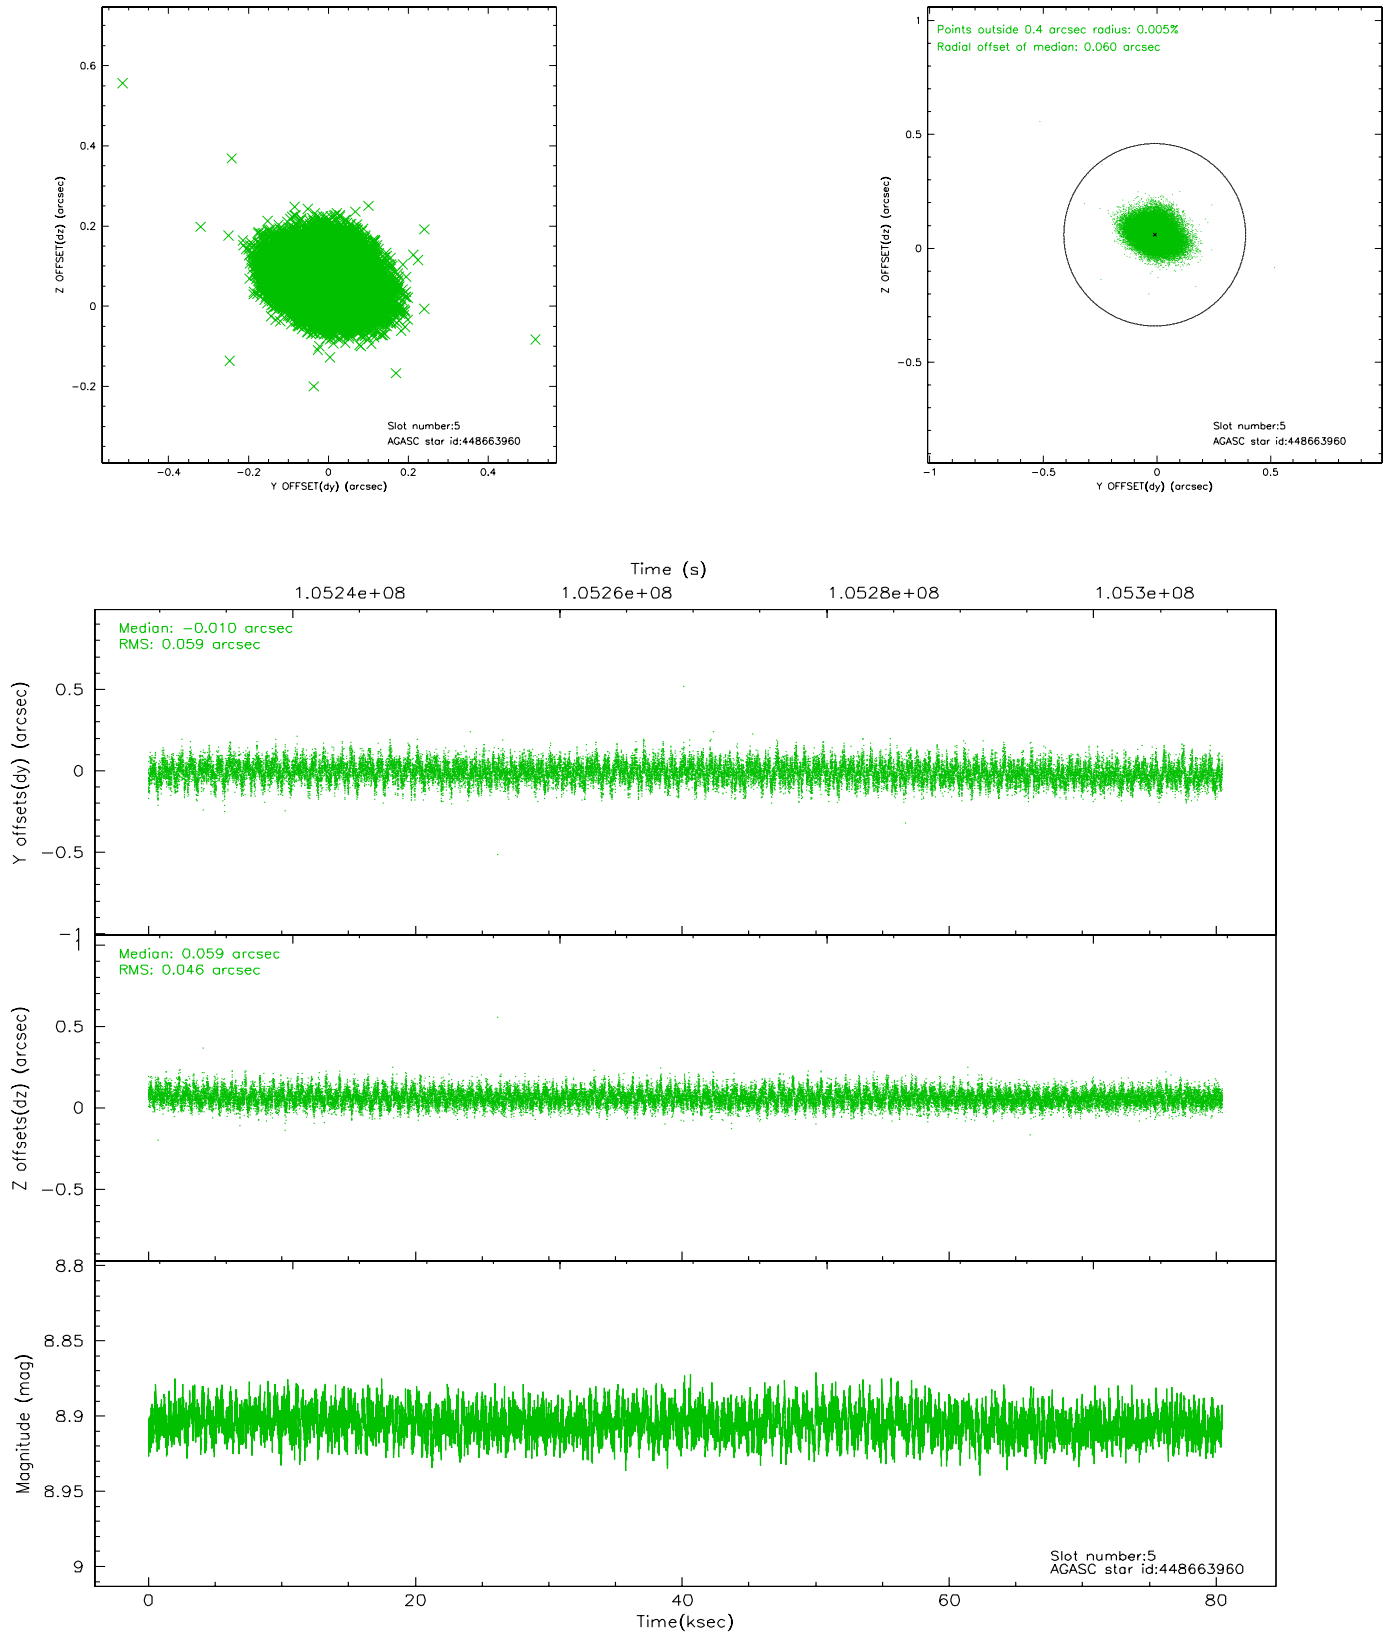 0.6
0.4
0.2
0
−0.2
Z OFFSET(dz) (arcsec)
Slot number:5
AGASC star id:448663960
−0.4 −0.2 0 0.2 0.4
Y OFFSET(dy) (arcsec)
Points outside 0.4 arcsec radius: 0.005%
Radial offset of median: 0.060 arcsec
1
0.5
0
−0.5
Z OFFSET(dz) (arcsec)
Slot number:5
AGASC star id:448663960
−1 −0.5 0 0.5
Y OFFSET(dy) (arcsec)
Time (s)
1.0524e+08 1.0526e+08 1.0528e+08 1.053e+08
Median: −0.010 arcsec
RMS: 0.059 arcsec
0.5
0
−0.5
−1
Y offsets(dy) (arcsec)
Median: 0.059 arcsec
RMS: 0.046 arcsec
1
0.5
0
−0.5
Z offsets(dz) (arcsec)
8.8
8.85
8.9
8.95
9
Magnitude (mag)
Slot number:5
AGASC star id:448663960
0 20 40 60 80
Time(ksec)